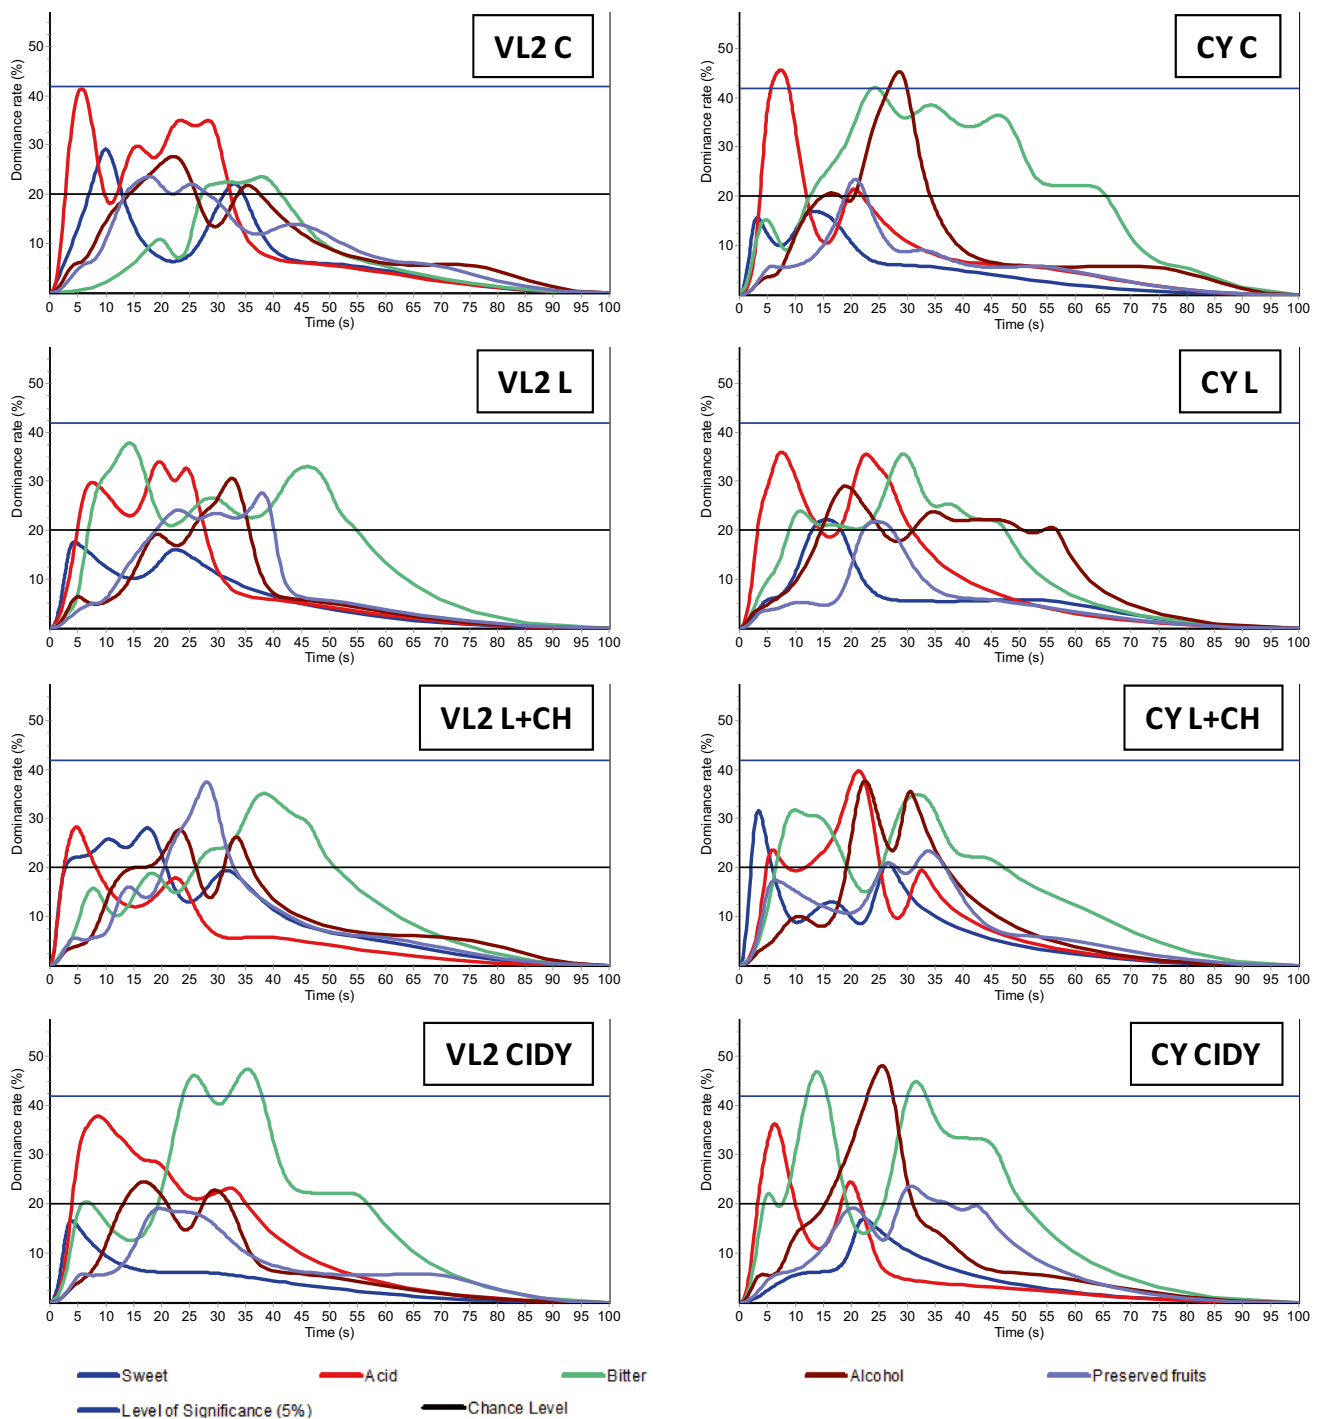 VL2 C
Dominance rate (%)
50
40
30
20
10
0 5 10 15 20 25 30 35 40 45 50 55 60 65 70 75 80 85 90 95 100
Time (s)
CY C
Dominance rate (%)
50
40
30
20
10
0 5 10 15 20 25 30 35 40 45 50 55 60 65 70 75 80 85 90 95 100
Time (s)
VL2 L
Dominance rate (%)
50
40
30
20
10
0 5 10 15 20 25 30 35 40 45 50 55 60 65 70 75 80 85 90 95 100
Time (s)
CY L
Dominance rate (%)
50
40
30
20
10
0 5 10 15 20 25 30 35 40 45 50 55 60 65 70 75 80 85 90 95 100
Time (s)
VL2 L+CH
Dominance rate (%)
50
40
30
20
10
0 5 10 15 20 25 30 35 40 45 50 55 60 65 70 75 80 85 90 95 100
Time (s)
CY L+CH
Dominance rate (%)
50
40
30
20
10
0 5 10 15 20 25 30 35 40 45 50 55 60 65 70 75 80 85 90 95 100
Time (s)
VL2 CIDY
Dominance rate (%)
50
40
30
20
10
0 5 10 15 20 25 30 35 40 45 50 55 60 65 70 75 80 85 90 95 100
Time (s)
CY CIDY
Dominance rate (%)
50
40
30
20
10
0 5 10 15 20 25 30 35 40 45 50 55 60 65 70 75 80 85 90 95 100
Time (s)
Sweet Acid Bitter Alcohol Preserved fruits
Level of Significance (5%) Chance Level